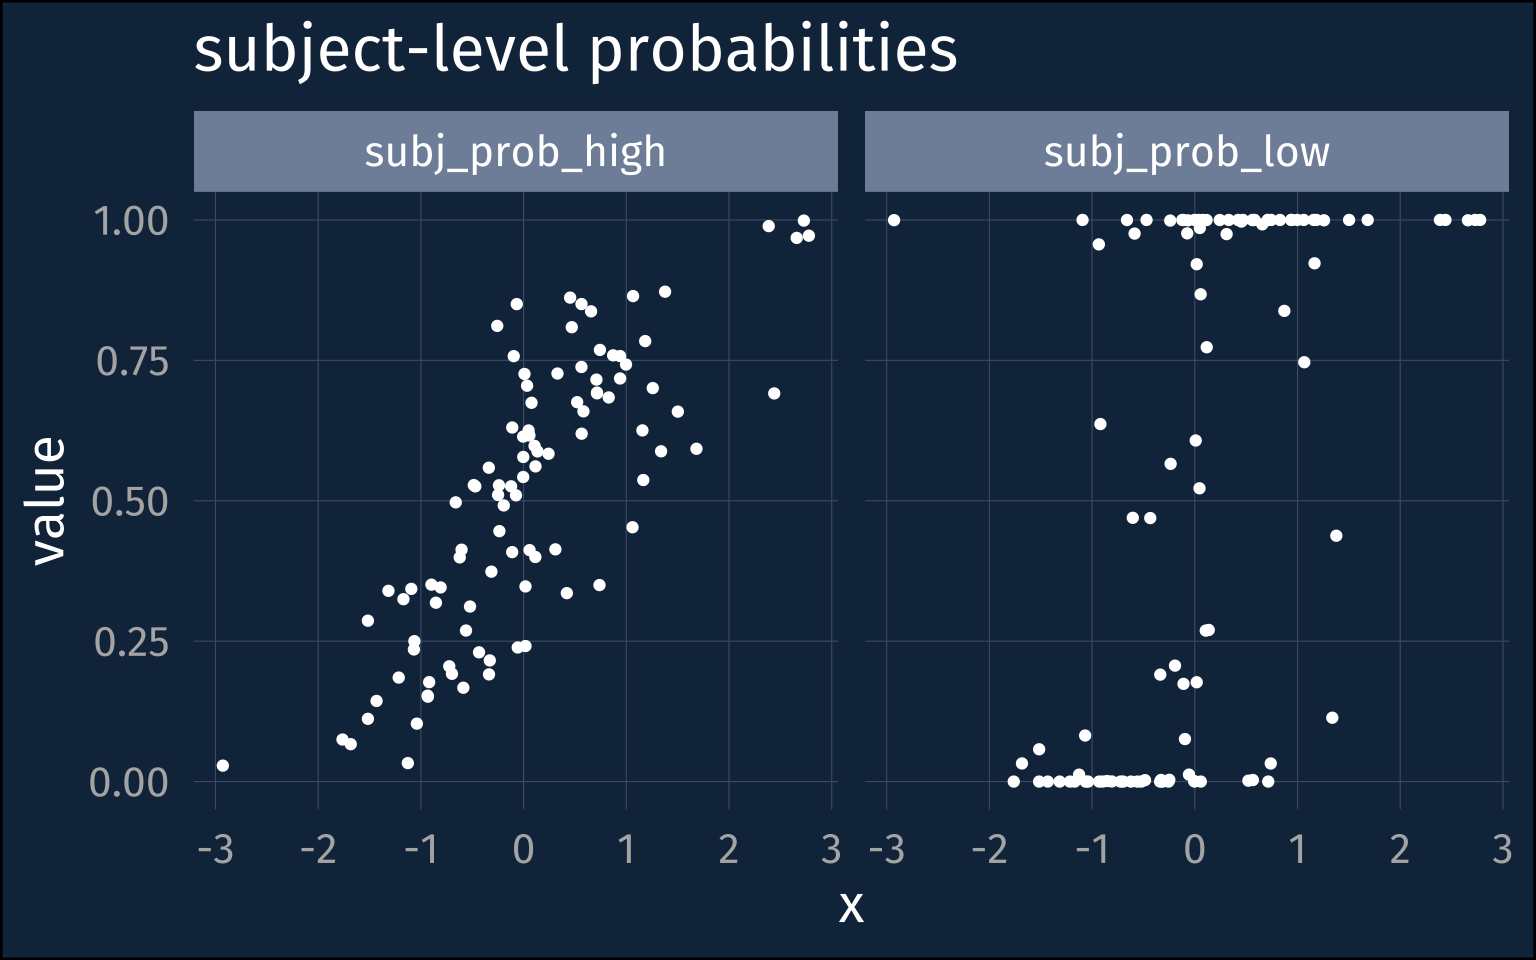 subject-level probabilities
subj_prob_high subj_prob_low
1.00
0.75
0.50
0.25
0.00
value
-3 -2 -1 0 1 2 3 -3 -2 -1 0 1 2 3
x